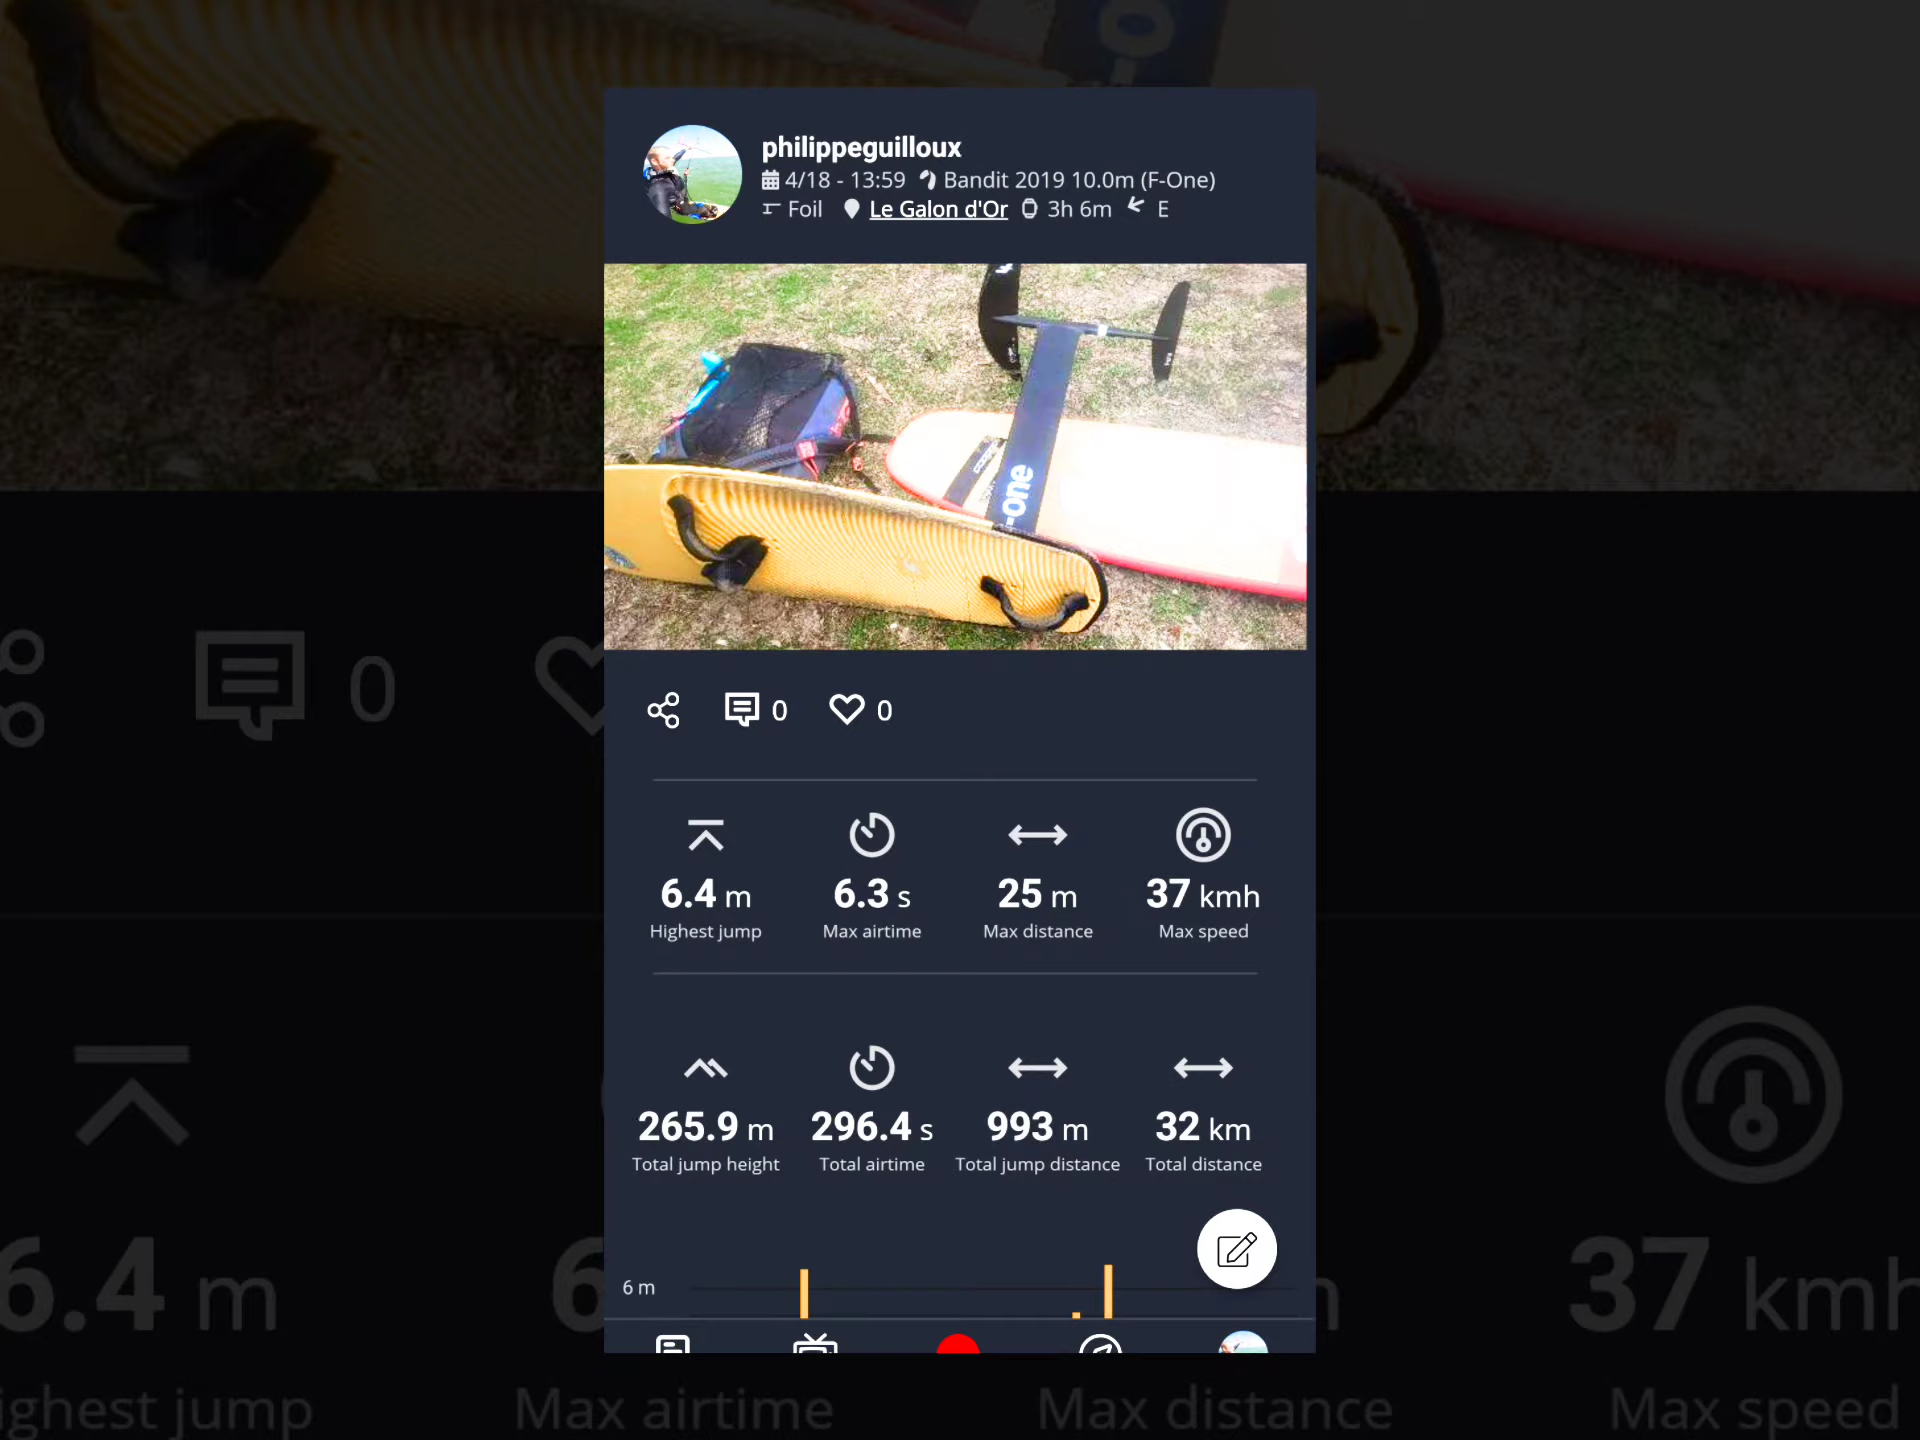 philippeguilloux
4/18 - 13:59 Bandit 2019 10.0m (F-One)
Foil Le Galon d'Or 3h 6m E
-one
0 0
6.4 m 6.3 s 25 m 37 kmh
Highest jump Max airtime Max distance Max speed
265.9 m 296.4 s 993 m 32 km
Total jump height Total airtime Total jump distance Total distance
6 m
0
6.4 m 6 37 kmh
ghest jump Max airtime Max distance Max speed